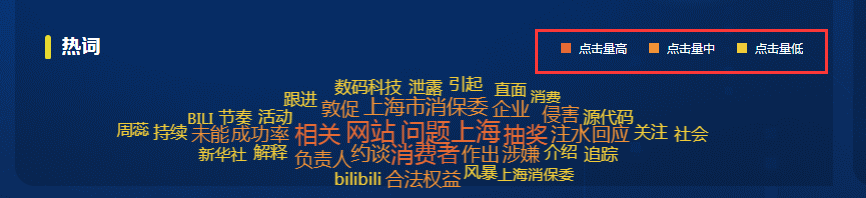 热词
点击量高 点击量中 点击量低
数码科技 泄露 引起 直面 消费
跟进 敦促 上海市消保委 企业 侵害 源代码
BILI 节奏 活动
周蕊 持续 未能 成功率 相关 网站 问题 上海 抽奖 注水 回应 关注 社会
新华社 解释 负责人 约谈 消费者 作出 涉嫌 介绍 追踪
bilibili 合法权益 风暴 上海消保委